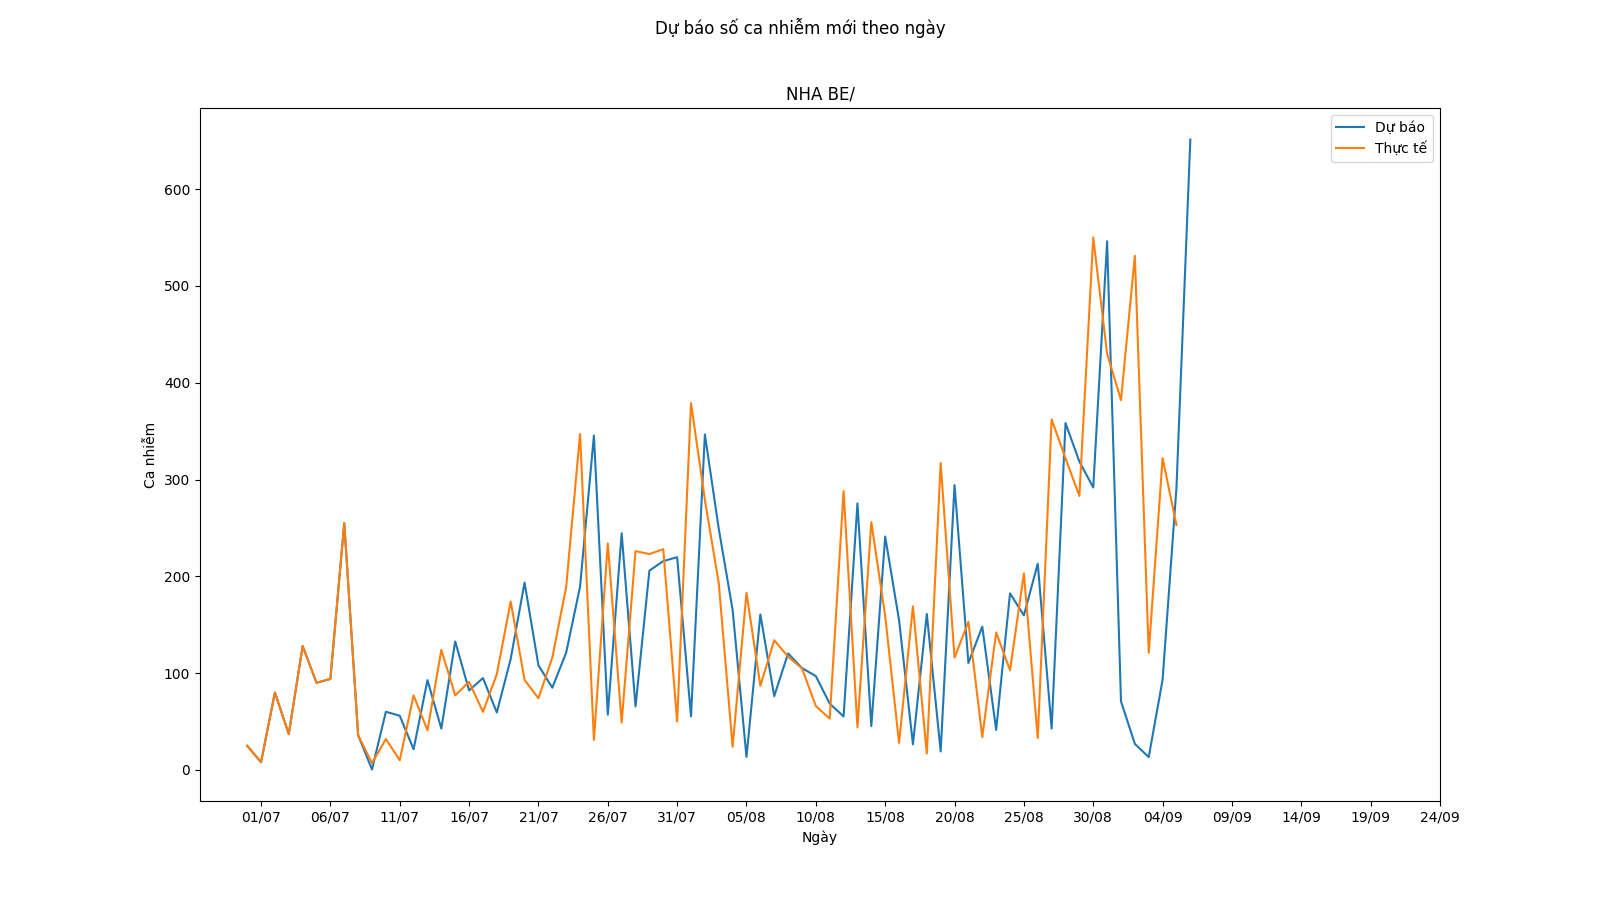 Dự báo số ca nhiễm mới theo ngày
NHA BE/
Dự báo
Thực tế
600
500
400
300
200
100
0
Ca nhiễm
01/07 06/07 11/07 16/07 21/07 26/07 31/07 05/08 10/08 15/08 20/08 25/08 30/08 04/09 09/09 14/09 19/09 24/09
Ngày